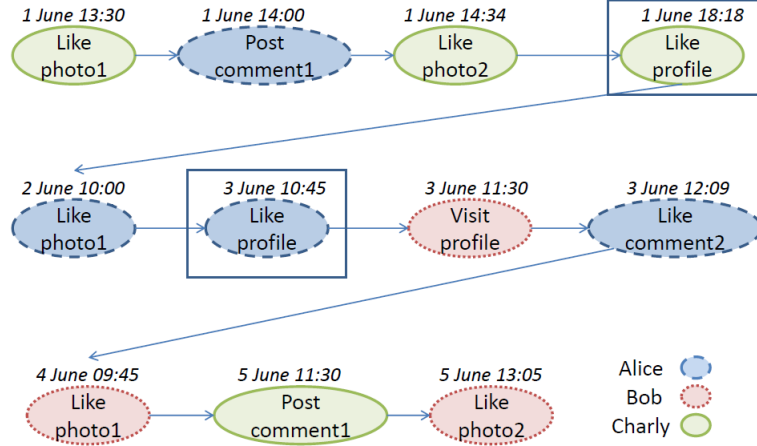 1 June 13:30 1 June 14:00 1 June 14:34 1 June 18:18
Like Post Like Like
photo1 comment1 photo2 profile
2 June 10:00 3 June 10:45 3 June 11:30 3 June 12:09
Like Like Visit Like
photo1 profile profile comment2
4 June 09:45 5 June 11:30 5 June 13:05
Like Post Like
photo1 comment1 photo2
Alice
Bob
Charly